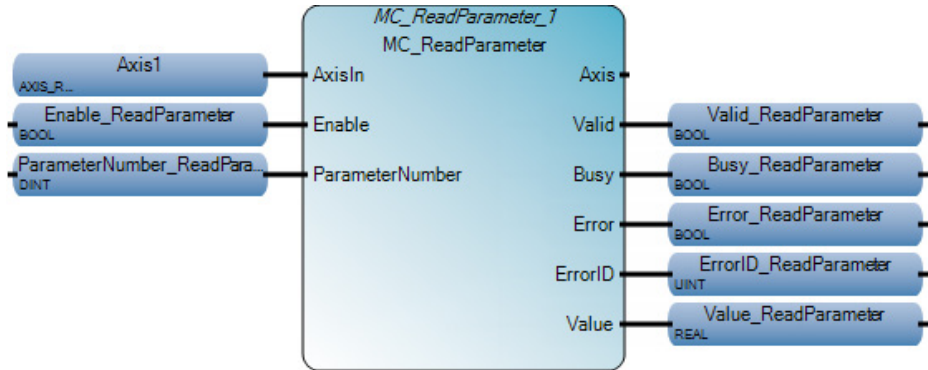 MC_ReadParameter_1
MC_ReadParameter
Axis1
AXIS_R...
AxisIn
Axis
Enable_ReadParameter
BOOL
Enable
Valid
Valid_ReadParameter
BOOL
ParameterNumber_ReadPara...
DINT
ParameterNumber
Busy
Busy_ReadParameter
BOOL
Error
Error_ReadParameter
BOOL
ErrorID
ErrorID_ReadParameter
UINT
Value
Value_ReadParameter
REAL